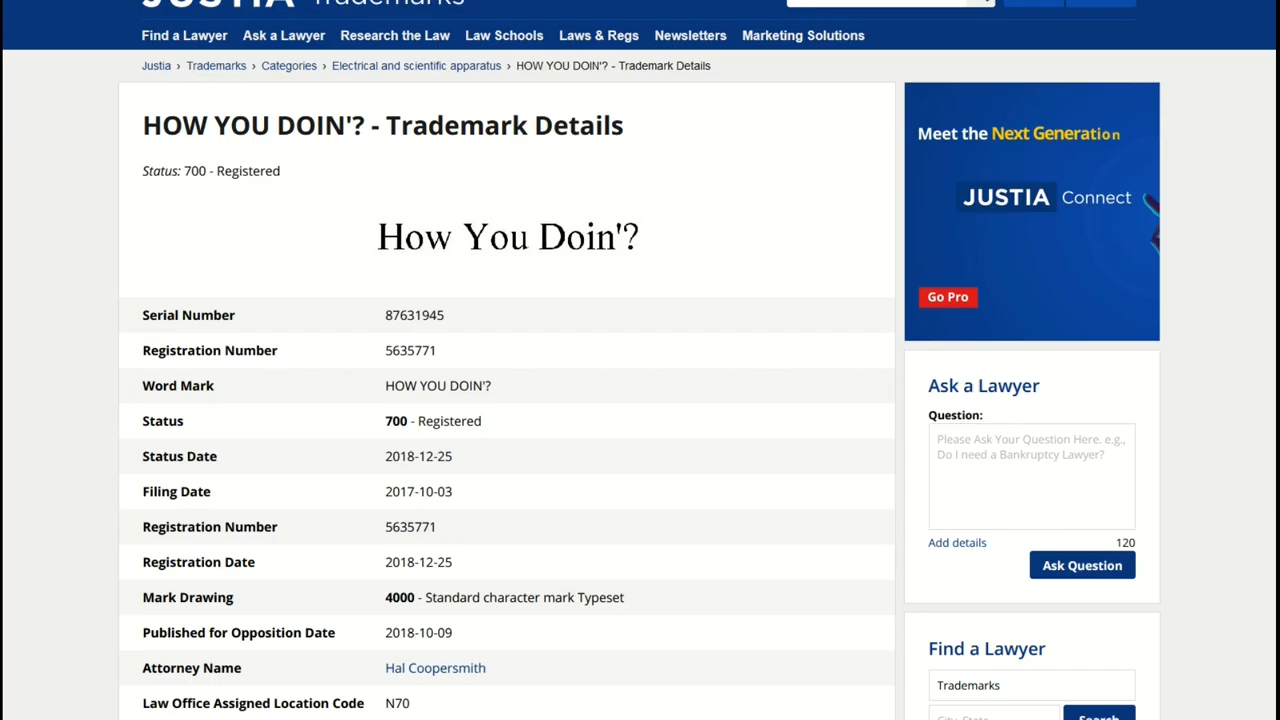 JUSTIA Trademarks
Find a Lawyer Ask a Lawyer Research the Law Law Schools Laws & Regs Newsletters Marketing Solutions
Justia › Trademarks › Categories › Electrical and scientific apparatus › HOW YOU DOIN'? - Trademark Details
HOW YOU DOIN'? - Trademark Details
Status: 700 - Registered
How You Doin'?
Serial Number 87631945
Registration Number 5635771
Word Mark HOW YOU DOIN'?
Status 700 - Registered
Status Date 2018-12-25
Filing Date 2017-10-03
Registration Number 5635771
Registration Date 2018-12-25
Mark Drawing 4000 - Standard character mark Typeset
Published for Opposition Date 2018-10-09
Attorney Name Hal Coopersmith
Law Office Assigned Location Code N70
Meet the Next Generation
JUSTIA Connect
Go Pro
Ask a Lawyer
Question:
Please Ask Your Question Here. e.g.,
Do I need a Bankruptcy Lawyer?
Add details 120
Ask Question
Find a Lawyer
Trademarks
City, State
Search